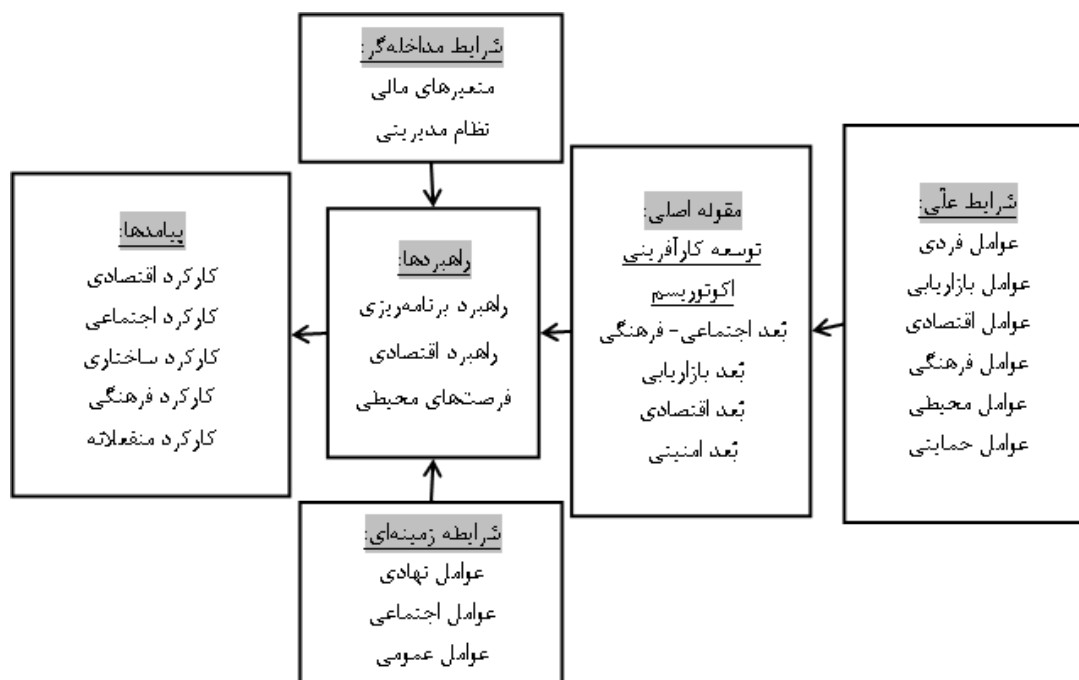 شرایط مداخله‌گر:
متغیرهای مالی
نظام مدیریتی
شرایط علّی:
عوامل فردی
عوامل بازاریابی
عوامل اقتصادی
عوامل فرهنگی
عوامل محیطی
عوامل حمایتی
مقوله اصلی:
توسعه کارآفرینی
اکوتوریسم
بُعد اجتماعی- فرهنگی
بُعد بازاریابی
بُعد اقتصادی
بُعد امنیتی
راهبردها:
راهبرد برنامه‌ریزی
راهبرد اقتصادی
فرصت‌های محیطی
پیامدها:
کارکرد اقتصادی
کارکرد اجتماعی
کارکرد ساختاری
کارکرد فرهنگی
کارکرد منفعلانه
شرایطه زمینه‌ای:
عوامل نهادی
عوامل اجتماعی
عوامل عمومی